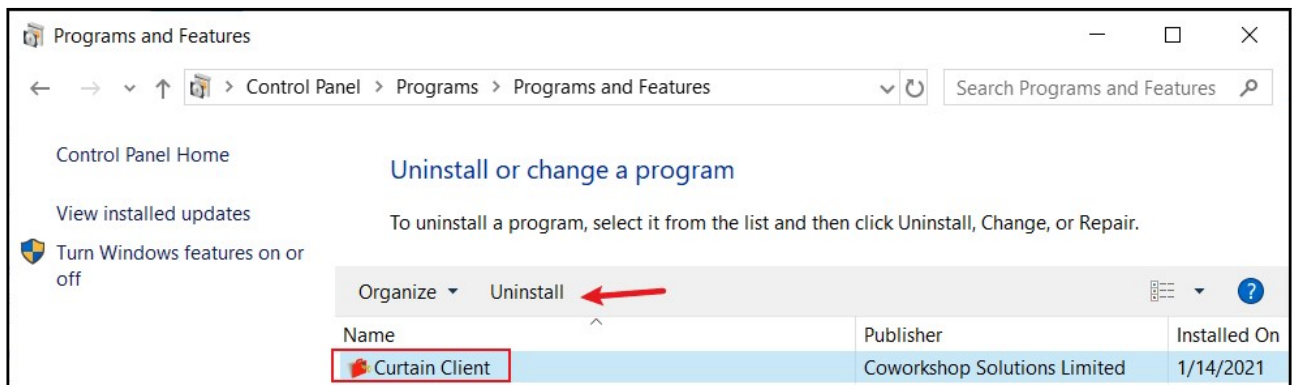 Programs and Features
Control Panel > Programs > Programs and Features
Search Programs and Features
Control Panel Home
View installed updates
Turn Windows features on or
off
Uninstall or change a program
To uninstall a program, select it from the list and then click Uninstall, Change, or Repair.
Organize Uninstall
?
Name Publisher Installed On
Curtain Client Coworkshop Solutions Limited 1/14/2021